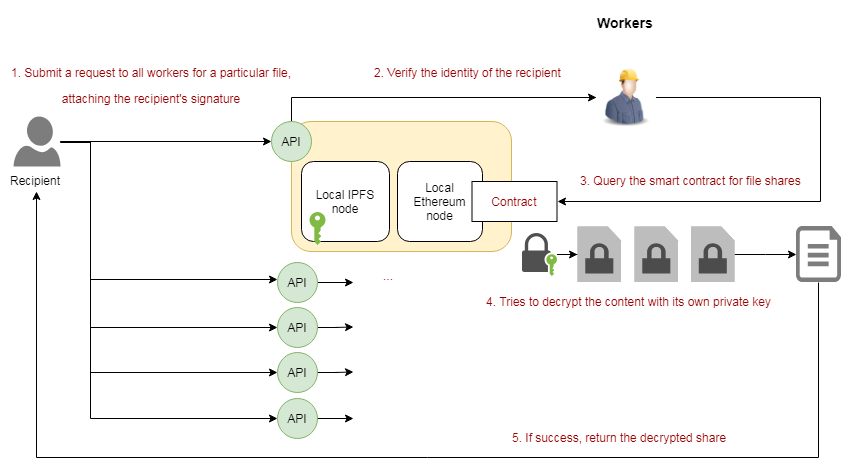 Workers
1. Submit a request to all workers for a particular file,
attaching the recipient's signature
2. Verify the identity of the recipient
API
Recipient
Local IPFS
node
Local
Ethereum
node
Contract
3. Query the smart contract for file shares
API
...
4. Tries to decrypt the content with its own private key
API
API
API
5. If success, return the decrypted share